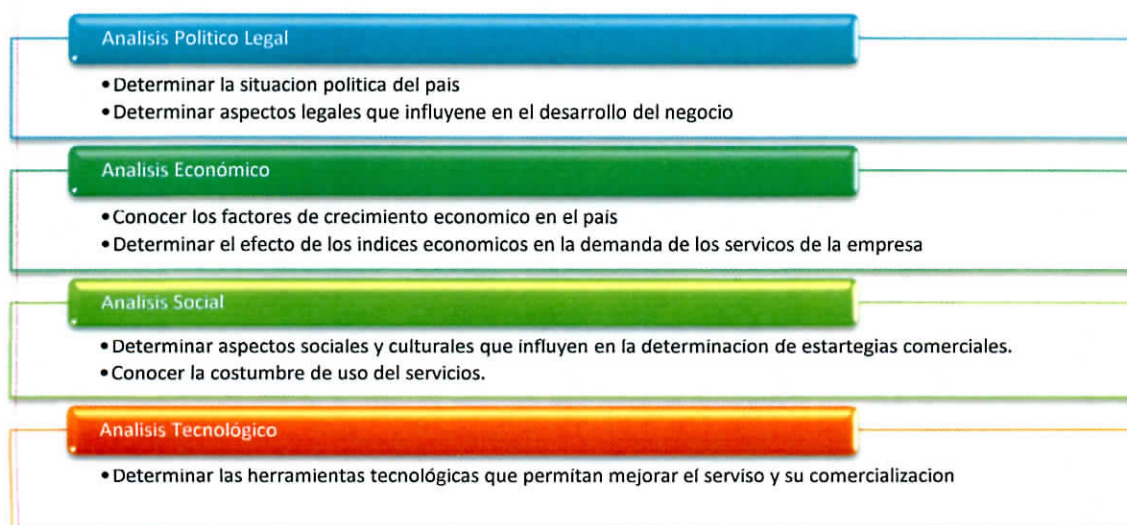 Analisis Politico Legal
• Determinar la situacion politica del pais
• Determinar aspectos legales que influyene en el desarrollo del negocio
Analisis Económico
• Conocer los factores de crecimiento economico en el país
• Determinar el efecto de los indices economicos en la demanda de los servicos de la empresa
Analisis Social
• Determinar aspectos sociales y culturales que influyen en la determinacion de estartegias comerciales.
• Conocer la costumbre de uso del servicios.
Analisis Tecnológico
• Determinar las herramientas tecnológicas que permitan mejorar el serviso y su comercializacion